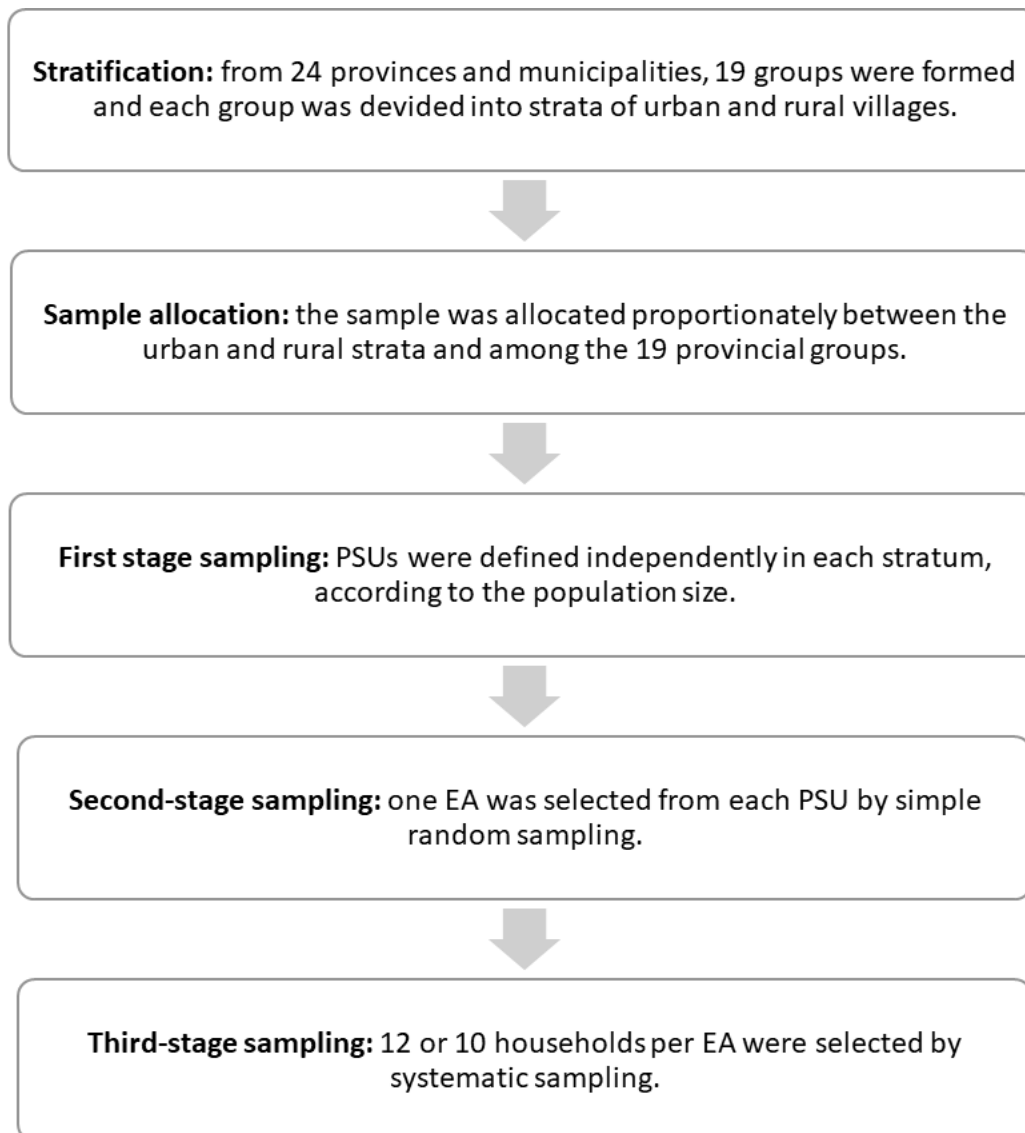 Stratification: from 24 provinces and municipalities, 19 groups were formed
and each group was devided into strata of urban and rural villages.
Sample allocation: the sample was allocated proportionately between the
urban and rural strata and among the 19 provincial groups.
First stage sampling: PSUs were defined independently in each stratum,
according to the population size.
Second-stage sampling: one EA was selected from each PSU by simple
random sampling.
Third-stage sampling: 12 or 10 households per EA were selected by
systematic sampling.